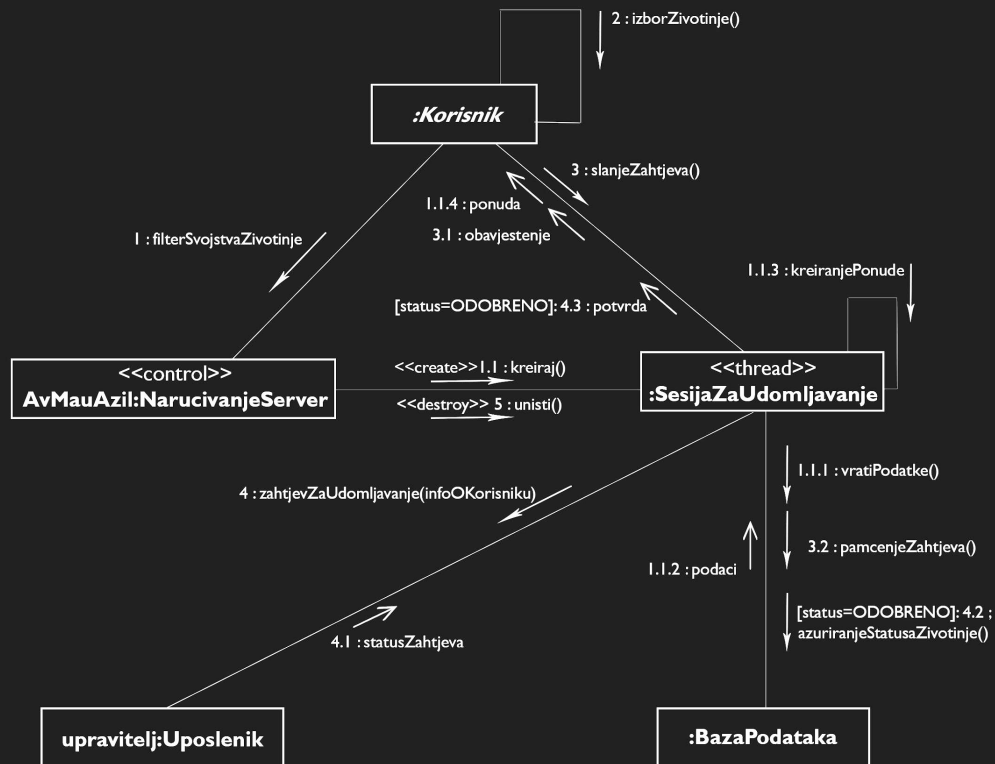 2 : izborZivotinje()
:Korisnik
3 : slanjeZahtjeva()
1.1.4 : ponuda
3.1 : obavjestenje
1 : filterSvojstvaZivotinje
1.1.3 : kreiranjePonude
[status=ODOBRENO]: 4.3 : potvrda
<<control>>
AvMauAzil:NarucivanjeServer
<<create>>1.1 : kreiraj()
<<destroy>> 5 : unisti()
<<thread>>
:SesijaZaUdomljavanje
4 : zahtjevZaUdomljavanje(infoOKorisniku)
1.1.1 : vratiPodatke()
3.2 : pamcenjeZahtjeva()
1.1.2 : podaci
[status=ODOBRENO]: 4.2 ;
azuriranjeStatusaZivotinje()
4.1 : statusZahtjeva
upravitelj:Uposlenik
:BazaPodataka